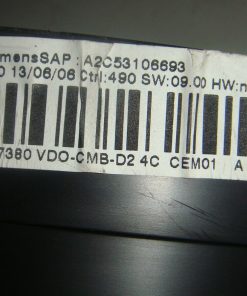 mensSAP : A2C53106693
0 13/06/06 Ctrl:490 SW:09.00 HW:n
7380 VDO-CMB-D2 4C CEM01 A